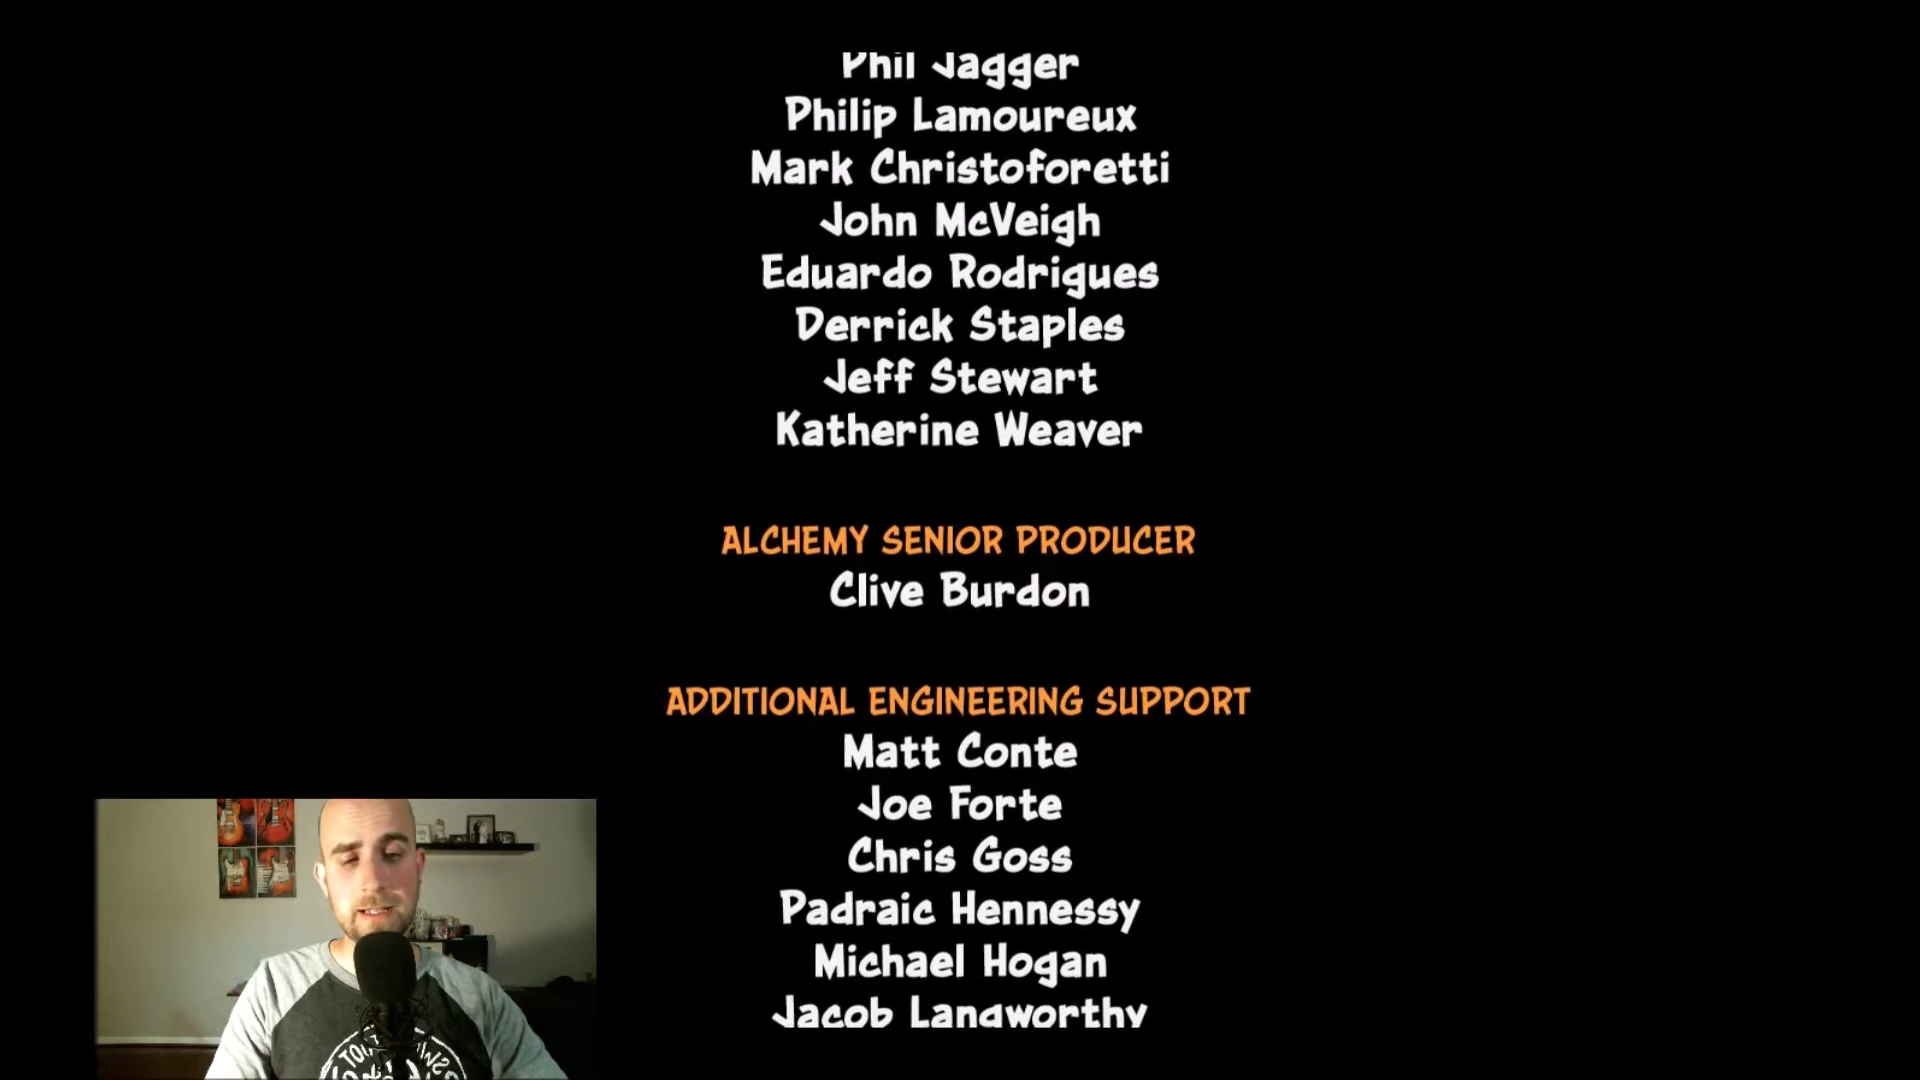 Phil Jagger
Philip Lamoureux
Mark Christoforetti
John McVeigh
Eduardo Rodrigues
Derrick Staples
Jeff Stewart
Katherine Weaver
ALCHEMY SENIOR PRODUCER
Clive Burdon
ADDITIONAL ENGINEERING SUPPORT
Matt Conte
Joe Forte
Chris Goss
Padraic Hennessy
Michael Hogan
Jacob Langworthy